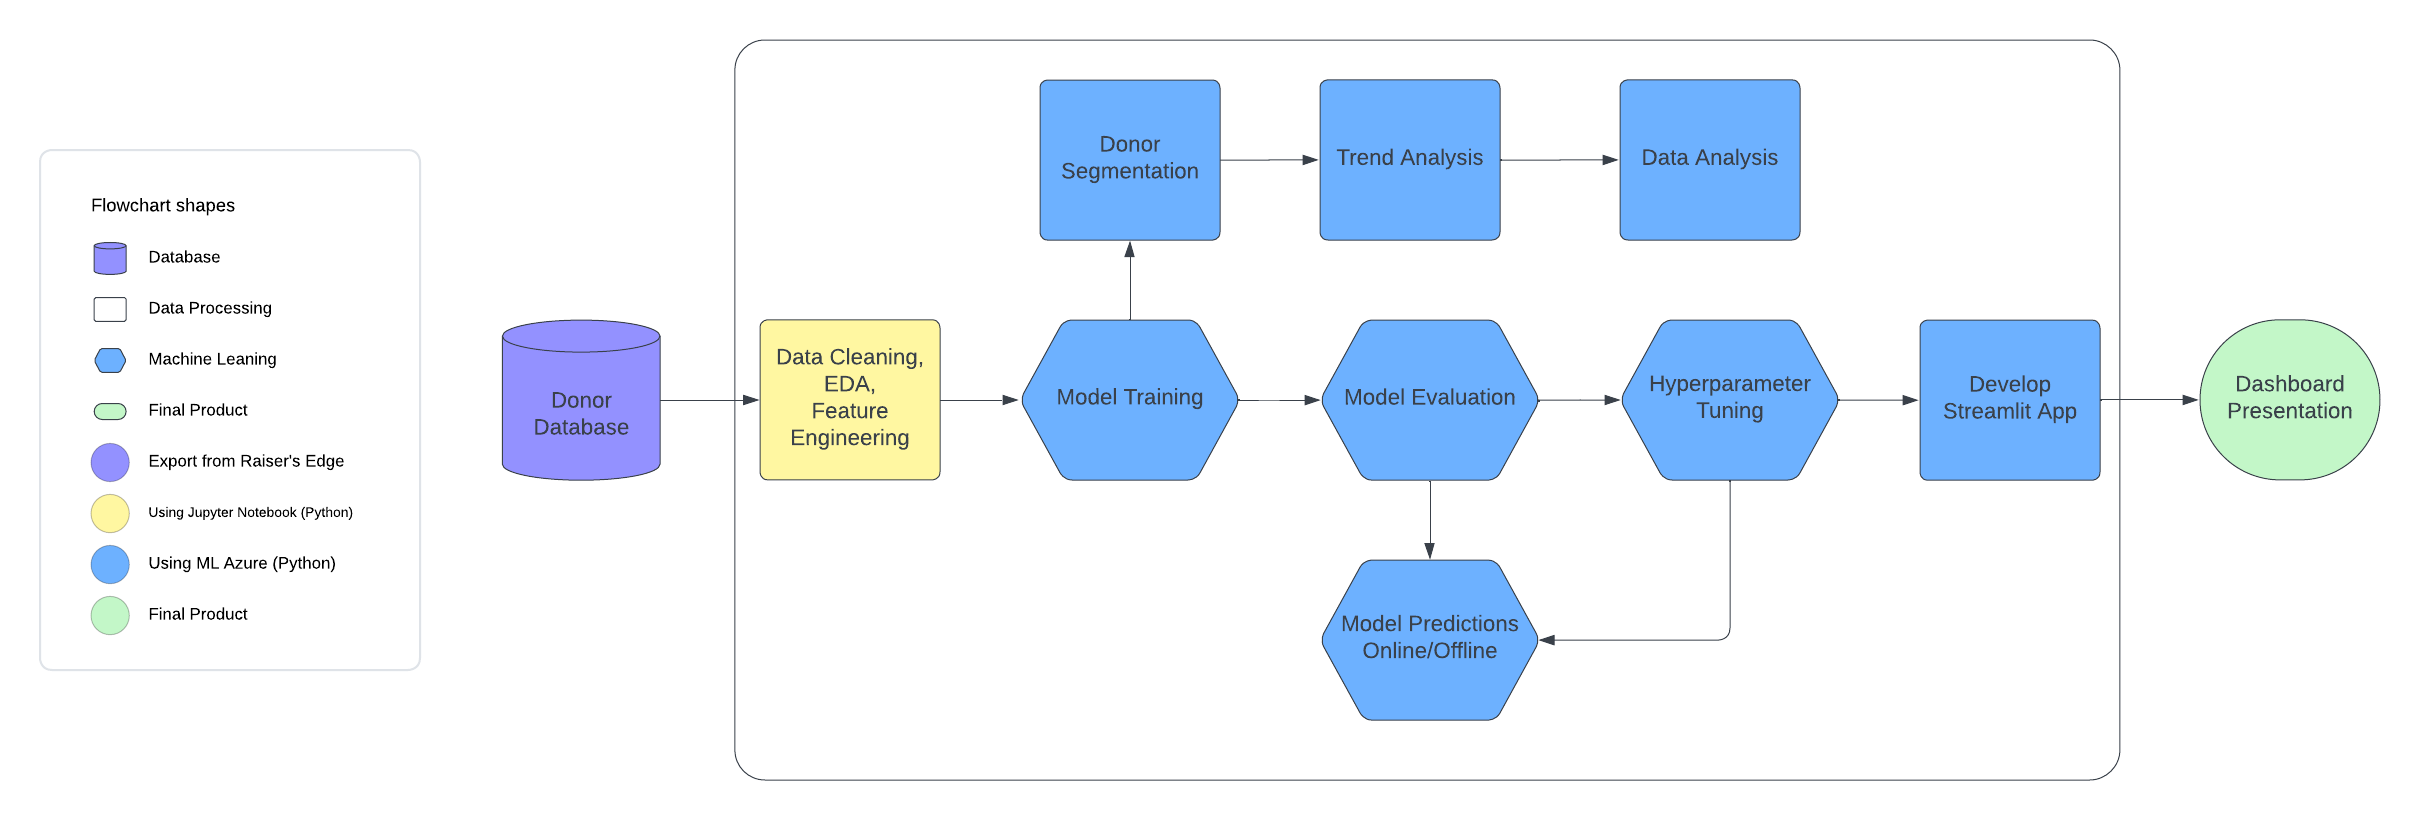 Flowchart shapes
Database
Data Processing
Machine Leaning
Final Product
Export from Raiser's Edge
Using Jupyter Notebook (Python)
Using ML Azure (Python)
Final Product
Donor
Database
Data Cleaning,
EDA,
Feature
Engineering
Model Training
Donor
Segmentation
Trend Analysis
Data Analysis
Model Evaluation
Hyperparameter
Tuning
Model Predictions
Online/Offline
Develop
Streamlit App
Dashboard
Presentation